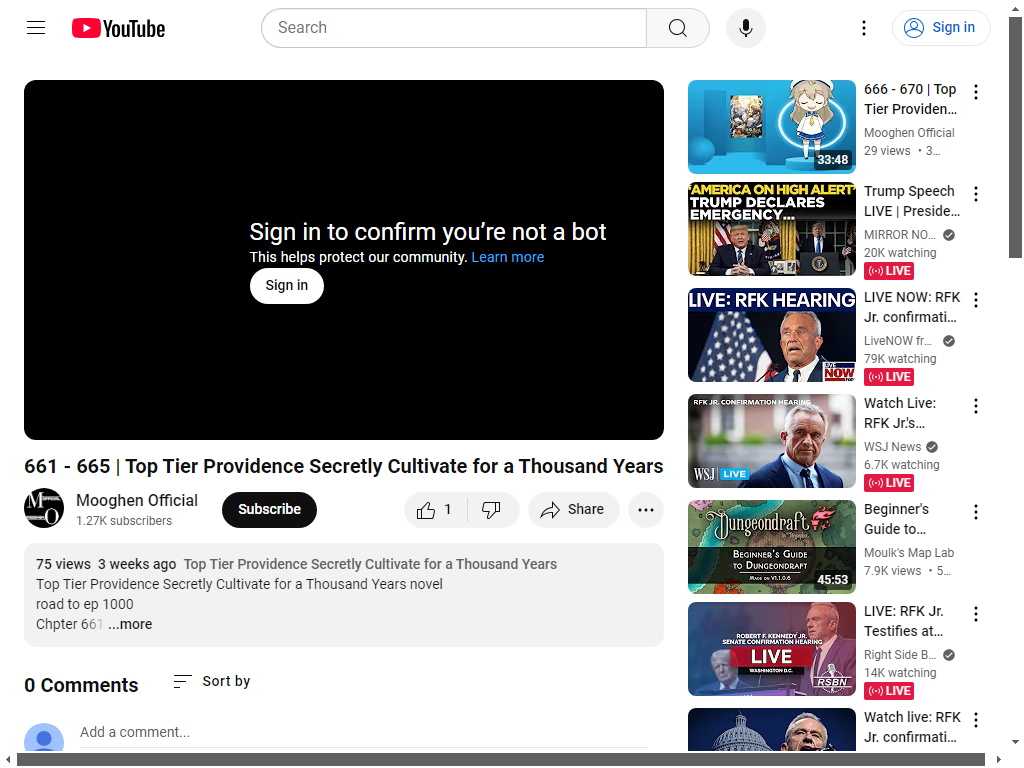 YouTube
Search
Sign in
Sign in to confirm you're not a bot
This helps protect our community. Learn more
Sign in
661 - 665 | Top Tier Providence Secretly Cultivate for a Thousand Years
Mooghen Official
1.27K subscribers
Subscribe
1
Share
75 views 3 weeks ago Top Tier Providence Secretly Cultivate for a Thousand Years
Top Tier Providence Secretly Cultivate for a Thousand Years novel
road to ep 1000
Chpter 661 ...more
0 Comments
Sort by
Add a comment...
33:48
666 - 670 | Top
Tier Providen...
Mooghen Official
29 views • 3...
'AMERICA ON HIGH ALERT'
TRUMP DECLARES
EMERGENCY...
Trump Speech
LIVE | Preside...
MIRROR NO...
20K watching
LIVE
LIVE: RFK HEARING
LIVE
NOW
LIVE NOW: RFK
Jr. confirmati...
LiveNOW fr...
79K watching
LIVE
RFK JR. CONFIRMATION HEARING
WSJ LIVE
Watch Live:
RFK Jr.'s...
WSJ News
6.7K watching
LIVE
Dungeondraft
BEGINNER'S GUIDE
TO DUNGEONDRAFT
MADE ON V1.1.0.6
45:53
Beginner's
Guide to...
Moulk's Map Lab
7.9K views • 5...
ROBERT F. KENNEDY JR.
SENATE CONFIRMATION HEARING
LIVE
WASHINGTON D.C.
RSBN
LIVE: RFK Jr.
Testifies at...
Right Side B...
14K watching
LIVE
Watch live: RFK
Jr. confirmati...